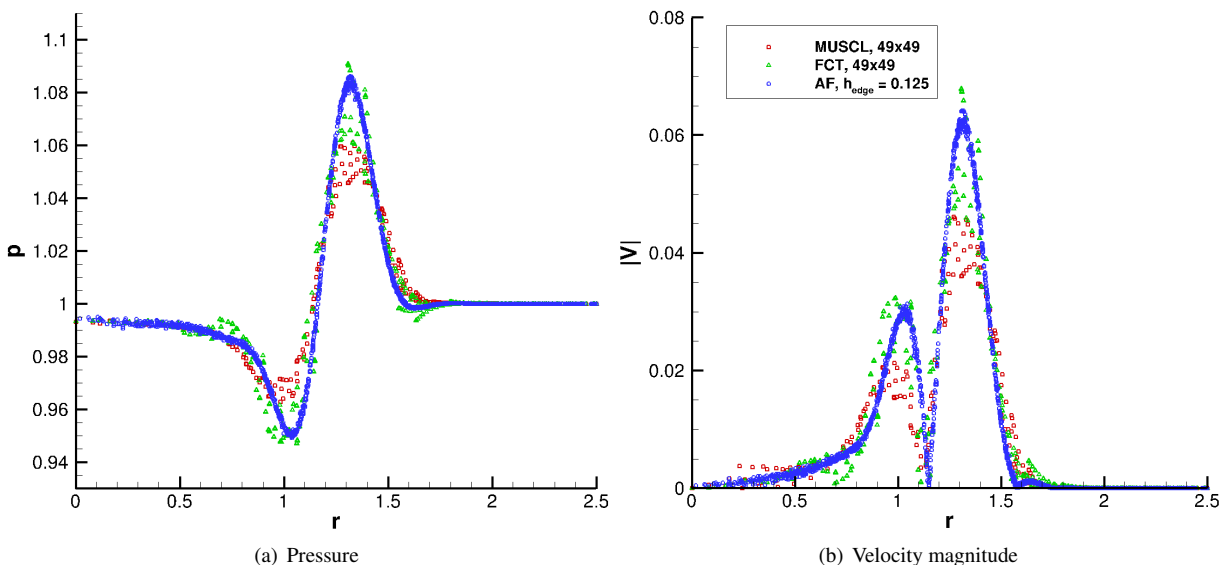 1.1
1.08
1.06
1.04
1.02
1
0.98
0.96
0.94
p
0
0.5
1
1.5
2
2.5
r
(a) Pressure
0.08
0.06
0.04
0.02
0
|V|
MUSCL, 49x49
FCT, 49x49
AF, h_edge = 0.125
0
0.5
1
1.5
2
2.5
r
(b) Velocity magnitude